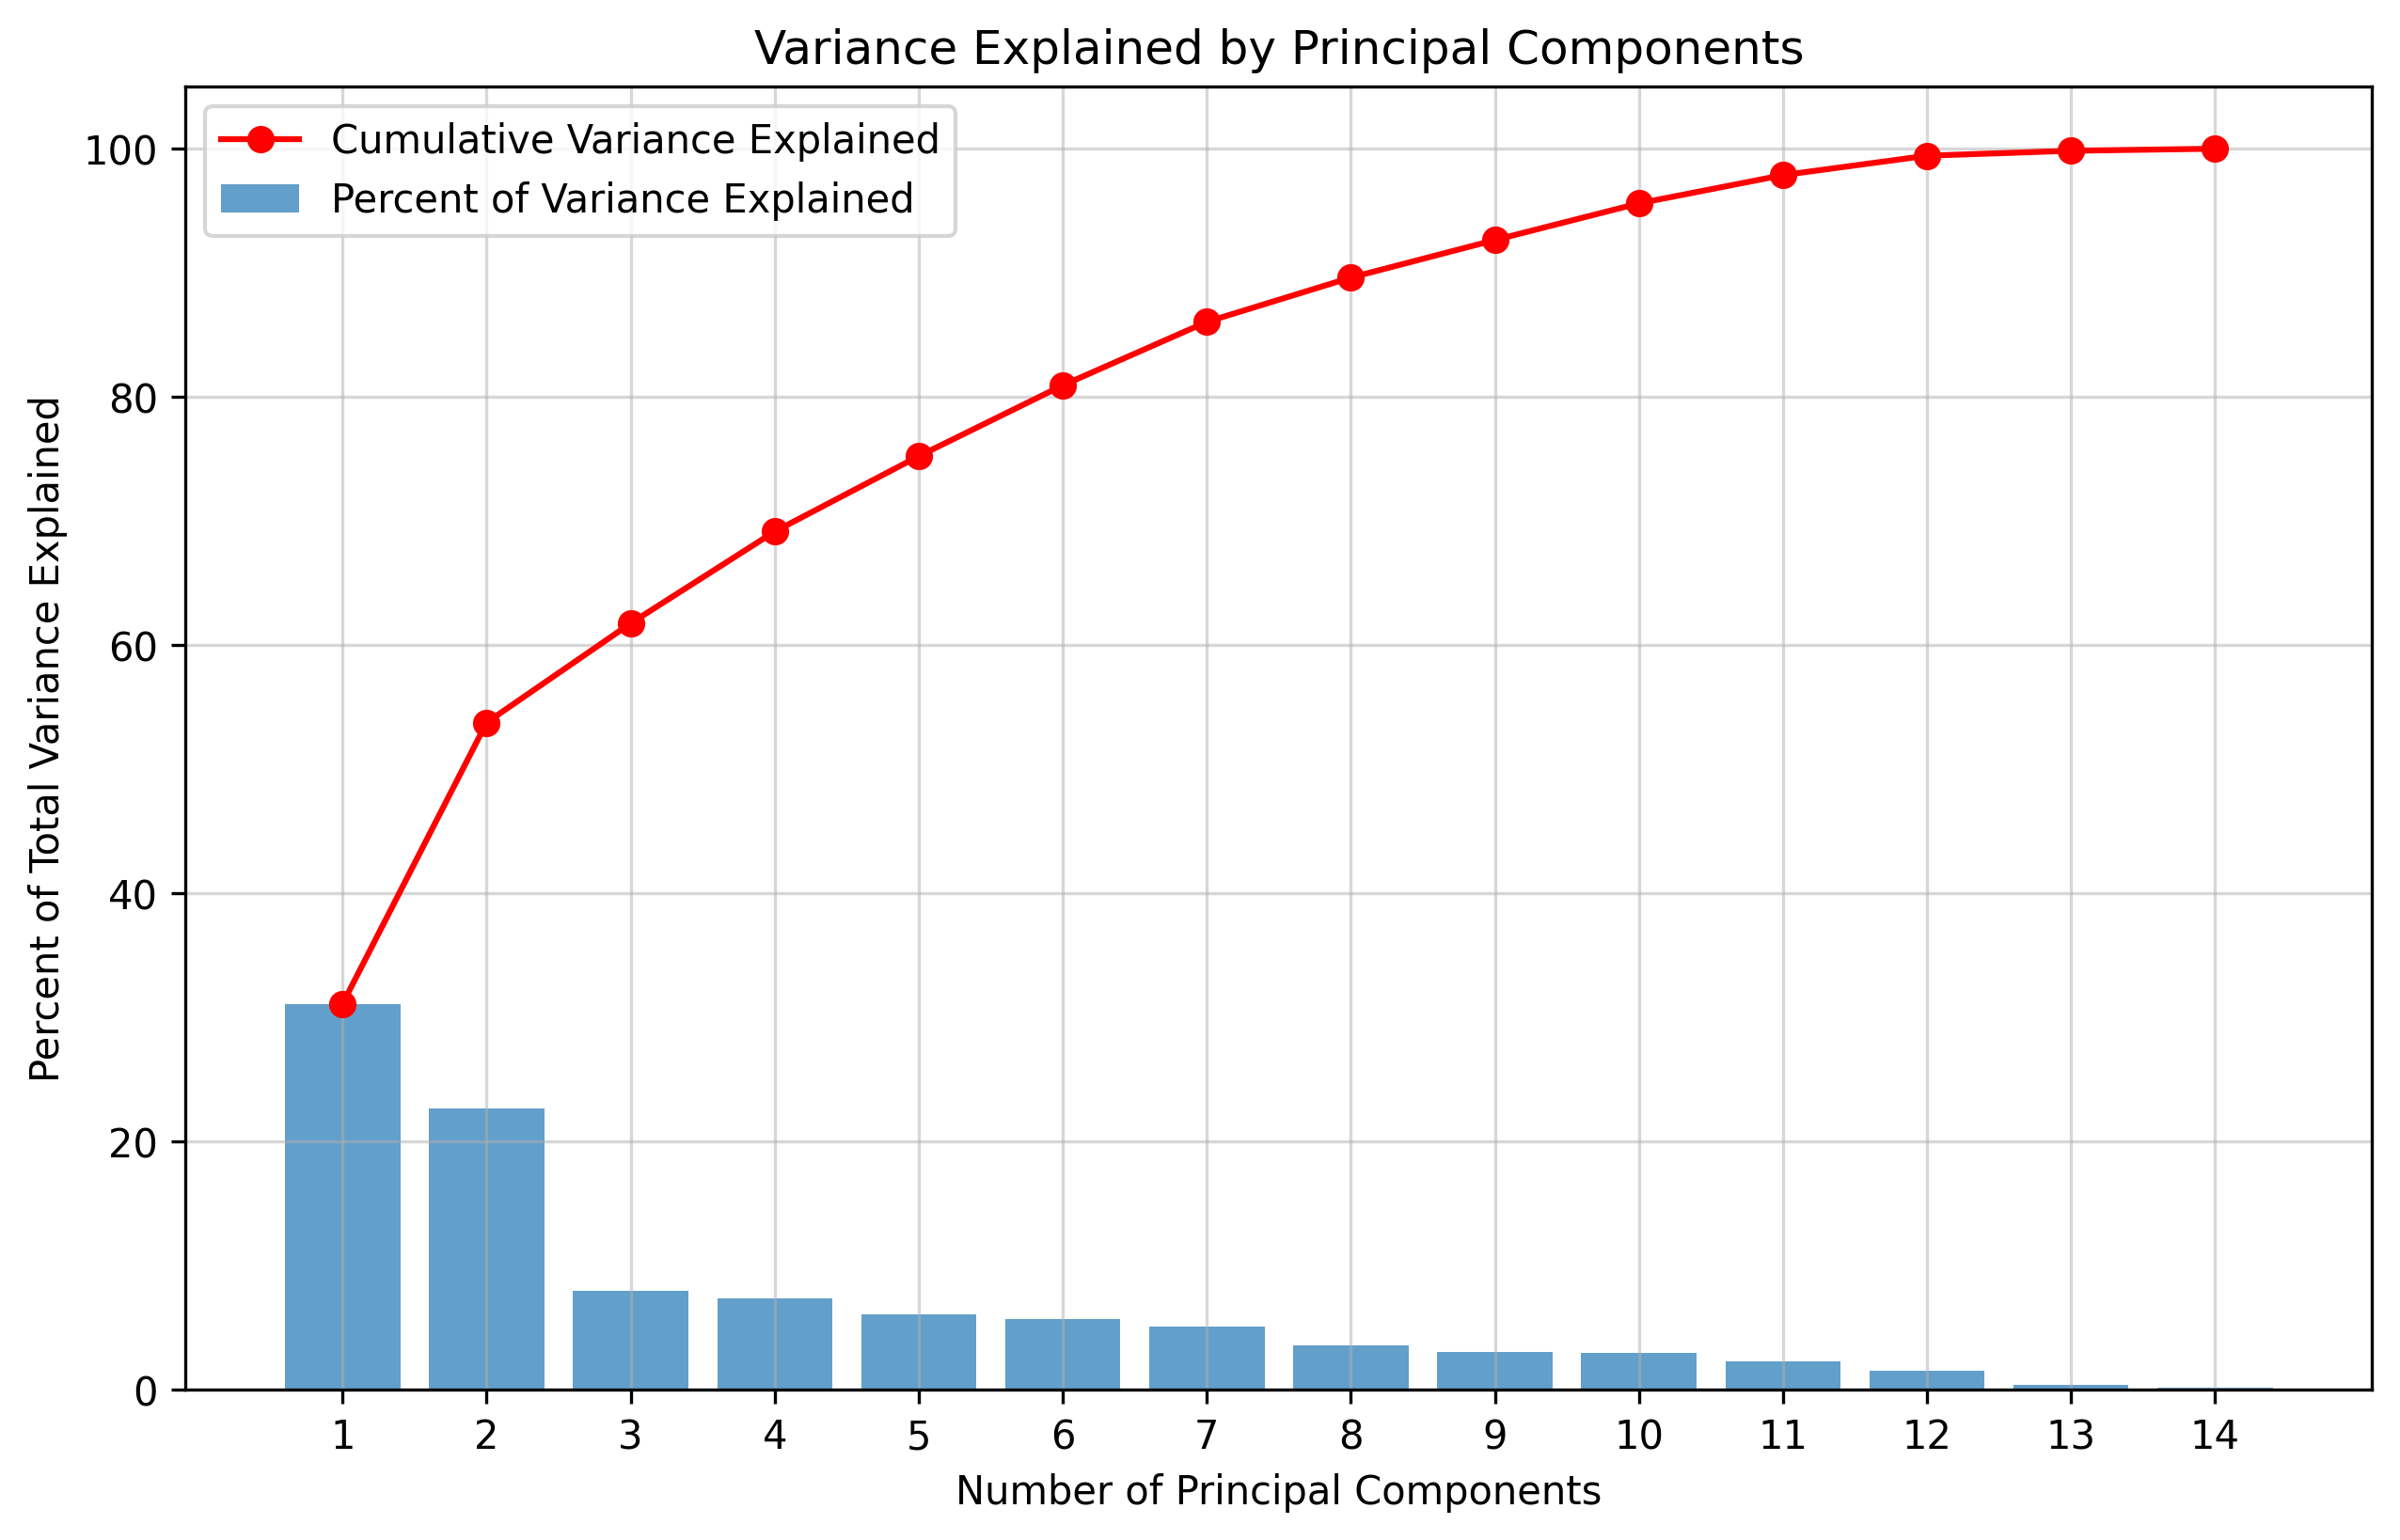 Variance Explained by Principal Components
Cumulative Variance Explained
Percent of Variance Explained
Percent of Total Variance Explained
100
80
60
40
20
0
1 2 3 4 5 6 7 8 9 10 11 12 13 14
Number of Principal Components